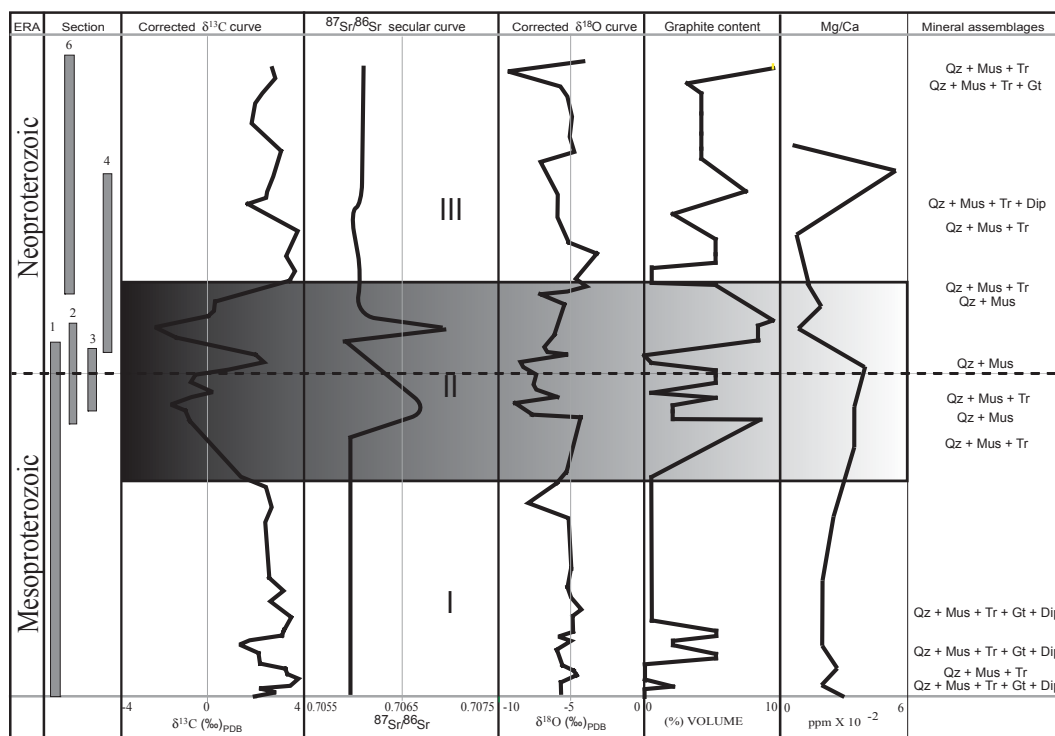 ERA Section Corrected δ¹³C curve ⁸⁷Sr/⁸⁶Sr secular curve Corrected δ¹⁸O curve Graphite content Mg/Ca Mineral assemblages
6
4
1
2
3
Neoproterozoic
Mesoproterozoic
III
II
I
Qz + Mus + Tr
Qz + Mus + Tr + Gt
Qz + Mus + Tr + Dip
Qz + Mus + Tr
Qz + Mus + Tr
Qz + Mus
Qz + Mus
Qz + Mus + Tr
Qz + Mus
Qz + Mus + Tr
Qz + Mus + Tr + Gt + Dip
Qz + Mus + Tr + Gt + Dip
Qz + Mus + Tr
Qz + Mus + Tr + Gt + Dip
-4 0 4 0.7055 0.7065 0.7075 -10 -5 0 0 10 0 6
δ¹³C (‰)PDB ⁸⁷Sr/⁸⁶Sr δ¹⁸O (‰)PDB (%) VOLUME ppm X 10 ⁻²